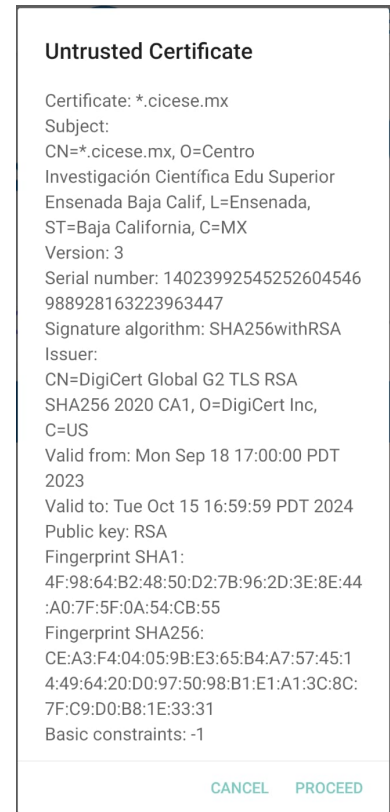 Untrusted Certificate
Certificate: *.cicese.mx
Subject:
CN=*.cicese.mx, O=Centro
Investigación Científica Edu Superior
Ensenada Baja Calif, L=Ensenada,
ST=Baja California, C=MX
Version: 3
Serial number: 14023992545252604546
988928163223963447
Signature algorithm: SHA256withRSA
Issuer:
CN=DigiCert Global G2 TLS RSA
SHA256 2020 CA1, O=DigiCert Inc,
C=US
Valid from: Mon Sep 18 17:00:00 PDT
2023
Valid to: Tue Oct 15 16:59:59 PDT 2024
Public key: RSA
Fingerprint SHA1:
4F:98:64:B2:48:50:D2:7B:96:2D:3E:8E:44
:A0:7F:5F:0A:54:CB:55
Fingerprint SHA256:
CE:A3:F4:04:05:9B:E3:65:B4:A7:57:45:1
4:49:64:20:D0:97:50:98:B1:E1:A1:3C:8C:
7F:C9:D0:B8:1E:33:31
Basic constraints: -1
CANCEL PROCEED